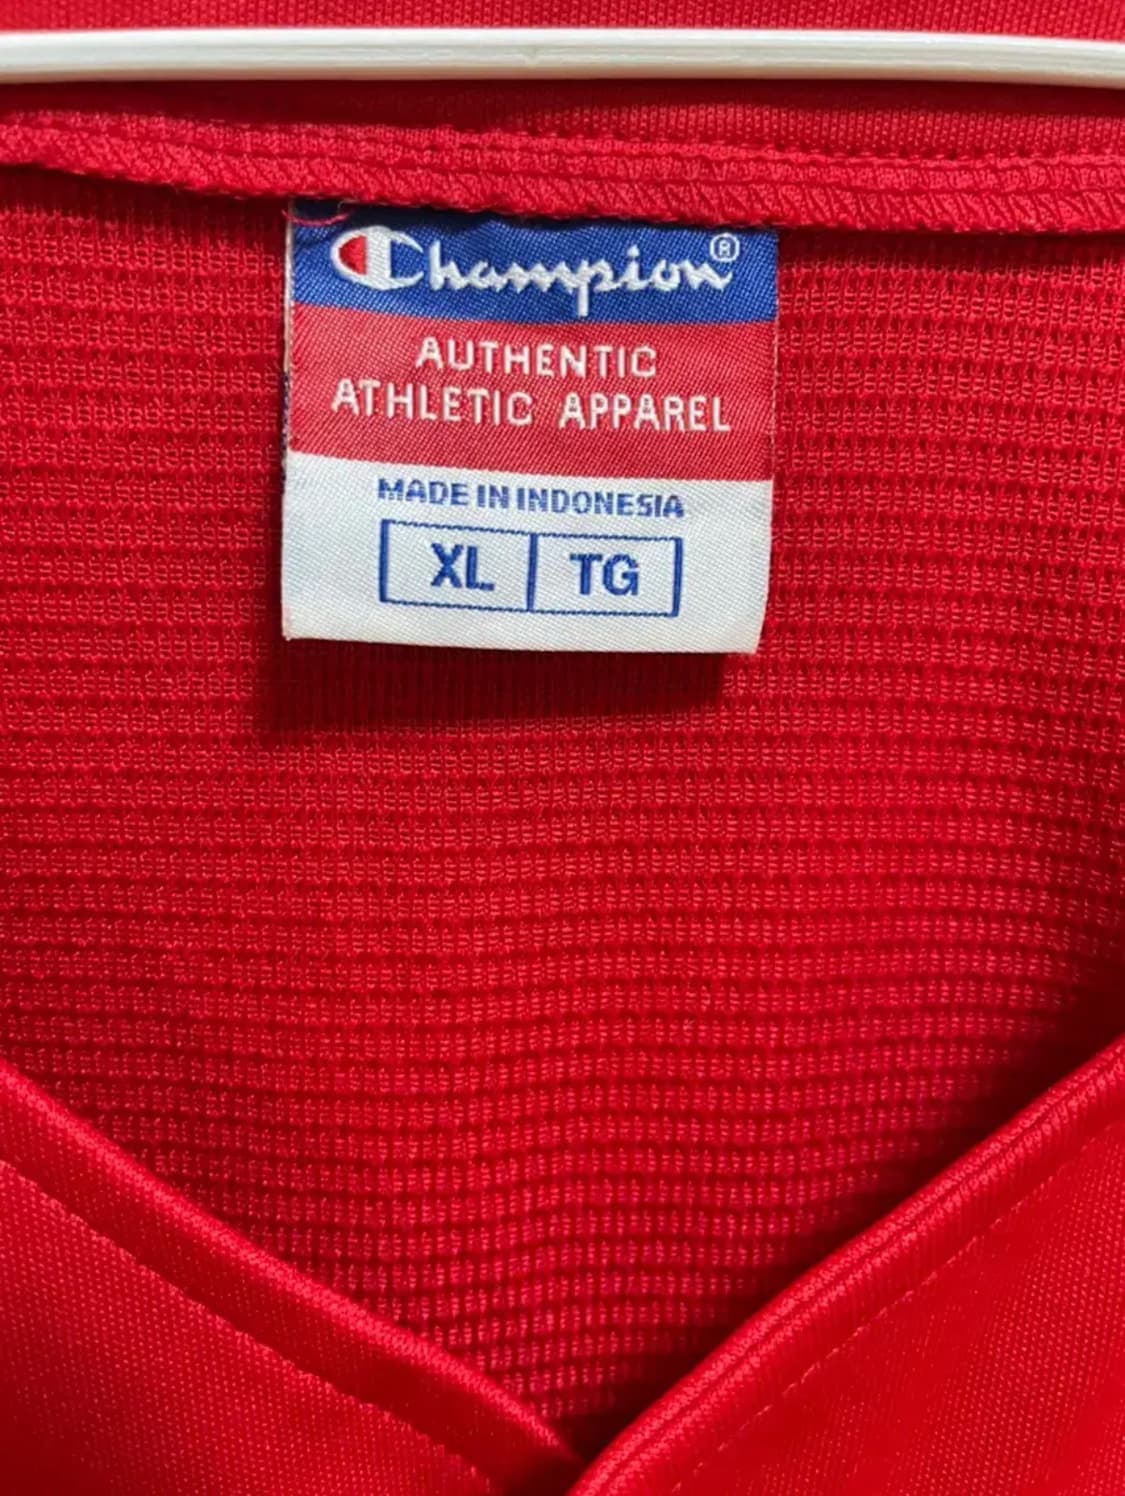 Champion®
AUTHENTIC
ATHLETIC APPAREL
MADE IN INDONESIA
XL TG